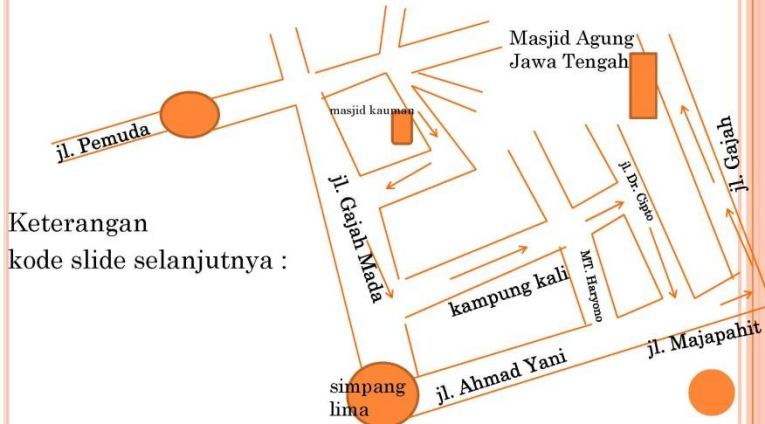 Masjid Agung
Jawa Tengah
masjid kauman
jl. Pemuda
jl. Gajah
jl. Dr. Cipto
jl. Gajah Mada
Keterangan
kode slide selanjutnya :
kampung kali
MT. Haryono
jl. Majapahit
jl. Ahmad Yani
simpang
lima